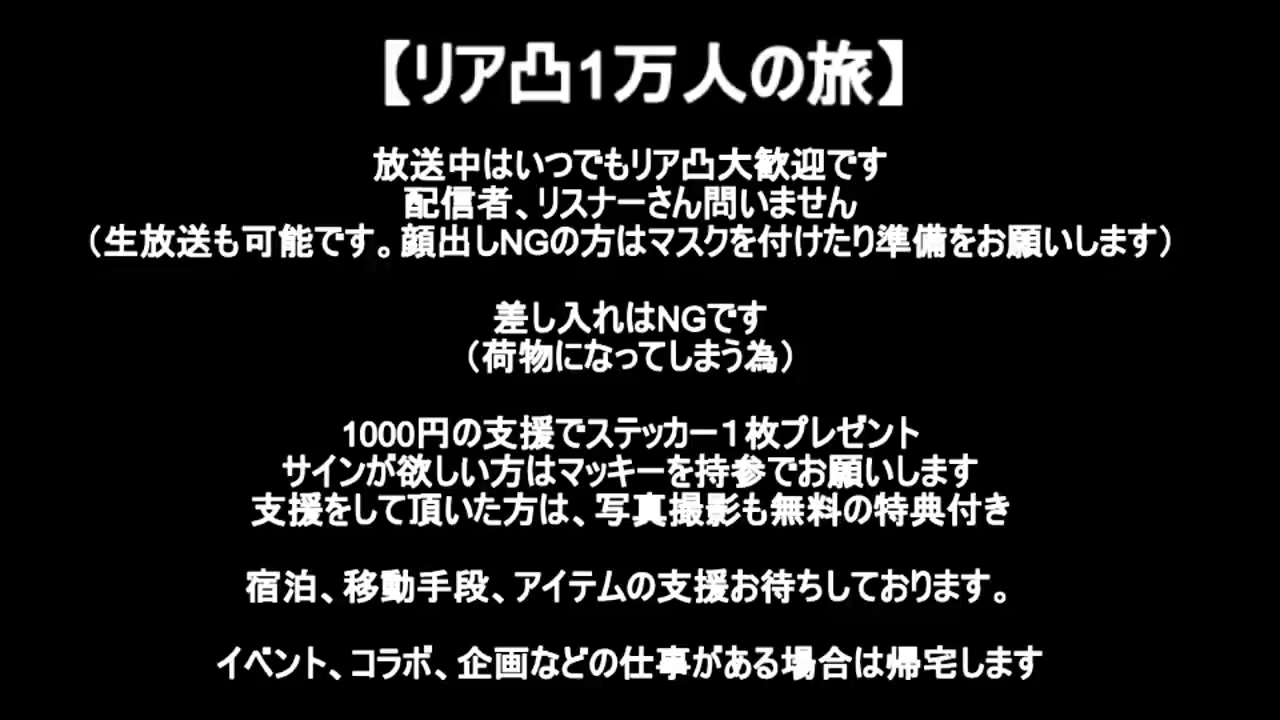 【リア凸1万人の旅】
放送中はいつでもリア凸大歓迎です
配信者、リスナーさん問いません
（生放送も可能です。顔出しNGの方はマスクを付けたり準備をお願いします）
差し入れはNGです
（荷物になってしまう為）
1000円の支援でステッカー１枚プレゼント
サインが欲しい方はマッキーを持参でお願いします
支援をして頂いた方は、写真撮影も無料の特典付き
宿泊、移動手段、アイテムの支援お待ちしております。
イベント、コラボ、企画などの仕事がある場合は帰宅します